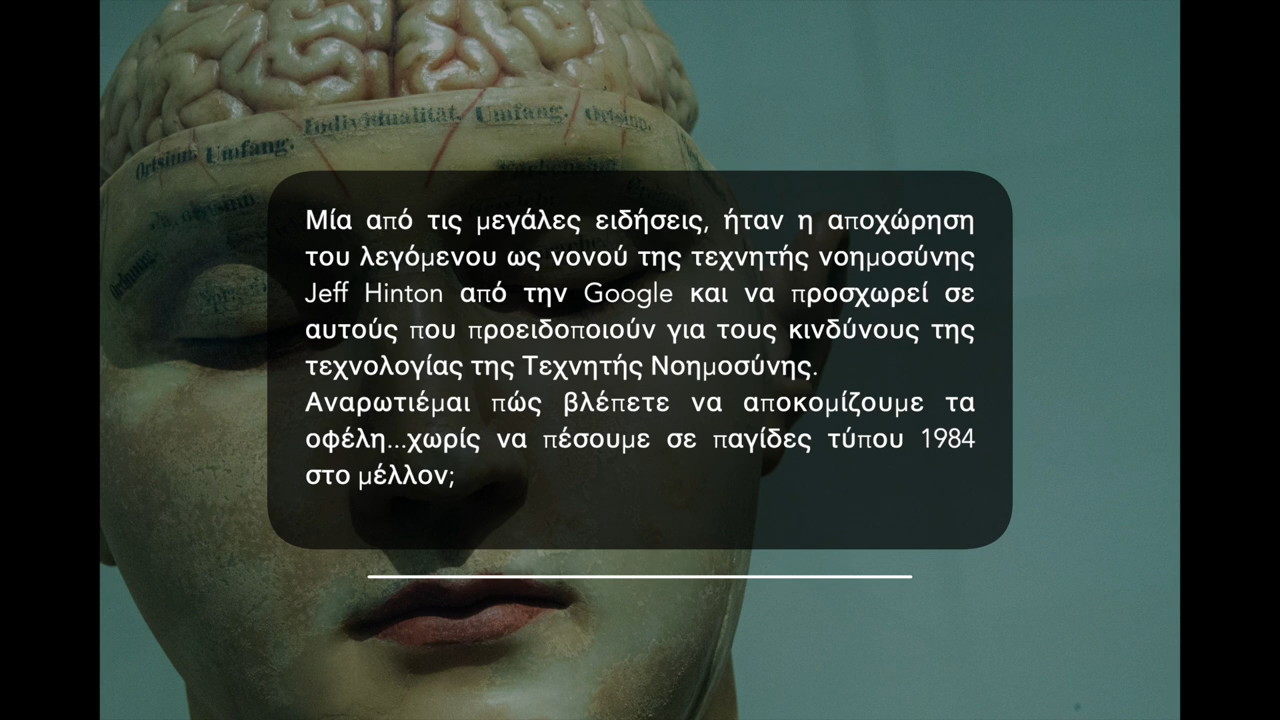 Individualität. Umfang. Ortsinn.
Ortsinn. Umfang.
Μία από τις μεγάλες ειδήσεις, ήταν η αποχώρηση
του λεγόμενου ως νονού της τεχνητής νοημοσύνης
Jeff Hinton από την Google και να προσχωρεί σε
αυτούς που προειδοποιούν για τους κινδύνους της
τεχνολογίας της Τεχνητής Νοημοσύνης.
Αναρωτιέμαι πώς βλέπετε να αποκομίζουμε τα
οφέλη...χωρίς να πέσουμε σε παγίδες τύπου 1984
στο μέλλον;